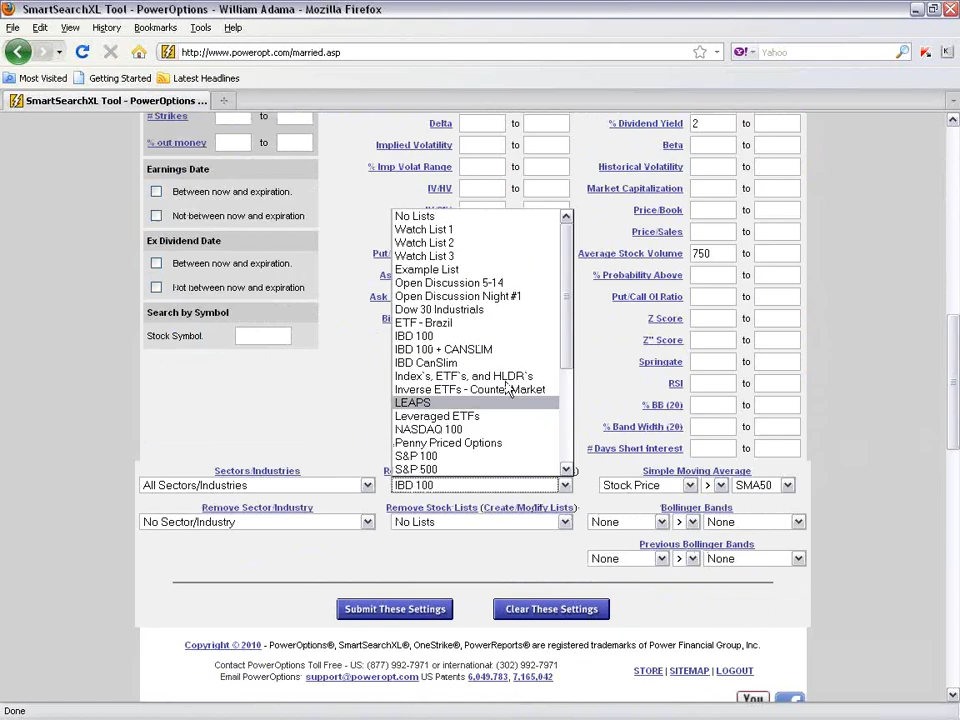 SmartSearchXL Tool - PowerOptions - William Adama - Mozilla Firefox
File Edit View History Bookmarks Tools Help
http://www.poweropt.com/married.asp
Yahoo
Most Visited Getting Started Latest Headlines
SmartSearchXL Tool - PowerOptions ...
# Strikes to
% out money to
Earnings Date
Between now and expiration.
Not between now and expiration
Ex Dividend Date
Between now and expiration.
Not between now and expiration
Search by Symbol
Stock Symbol
Delta to
Implied Volatility to
% Imp Volat Range to
IV/HV to
No Lists
Watch List 1
Watch List 2
Watch List 3
Example List
Open Discussion 5-14
Open Discussion Night #1
Dow 30 Industrials
ETF - Brazil
IBD 100
IBD 100 + CANSLIM
IBD CanSlim
Index`s, ETF`s, and HLDR`s
Inverse ETFs - Counter Market
LEAPS
Leveraged ETFs
NASDAQ 100
Penny Priced Options
S&P 100
S&P 500
% Dividend Yield 2 to
Beta to
Historical Volatility to
Market Capitalization to
Price/Book to
Price/Sales to
Average Stock Volume 750 to
% Probability Above to
Put/Call OI Ratio to
Z Score to
Z" Score to
Springate to
RSI to
% BB (20) to
% Band Width (20) to
# Days Short Interest to
Sectors/Industries
All Sectors/Industries
IBD 100
Simple Moving Average
Stock Price > SMA50
Remove Sector/Industry
No Sector/Industry
Remove Stock Lists (Create/Modify Lists)
No Lists
Bollinger Bands
None > None
Previous Bollinger Bands
None > None
Submit These Settings Clear These Settings
Copyright © 2010 - PowerOptions®, SmartSearchXL®, OneStrike®, PowerReports® are registered trademarks of Power Financial Group, Inc.
Contact PowerOptions Toll Free - US: (877) 992-7971 or international: (302) 992-7971
Email PowerOptions: support@poweropt.com US Patents 6,049,783, 7,165,042
STORE | SITEMAP | LOGOUT
You
Done